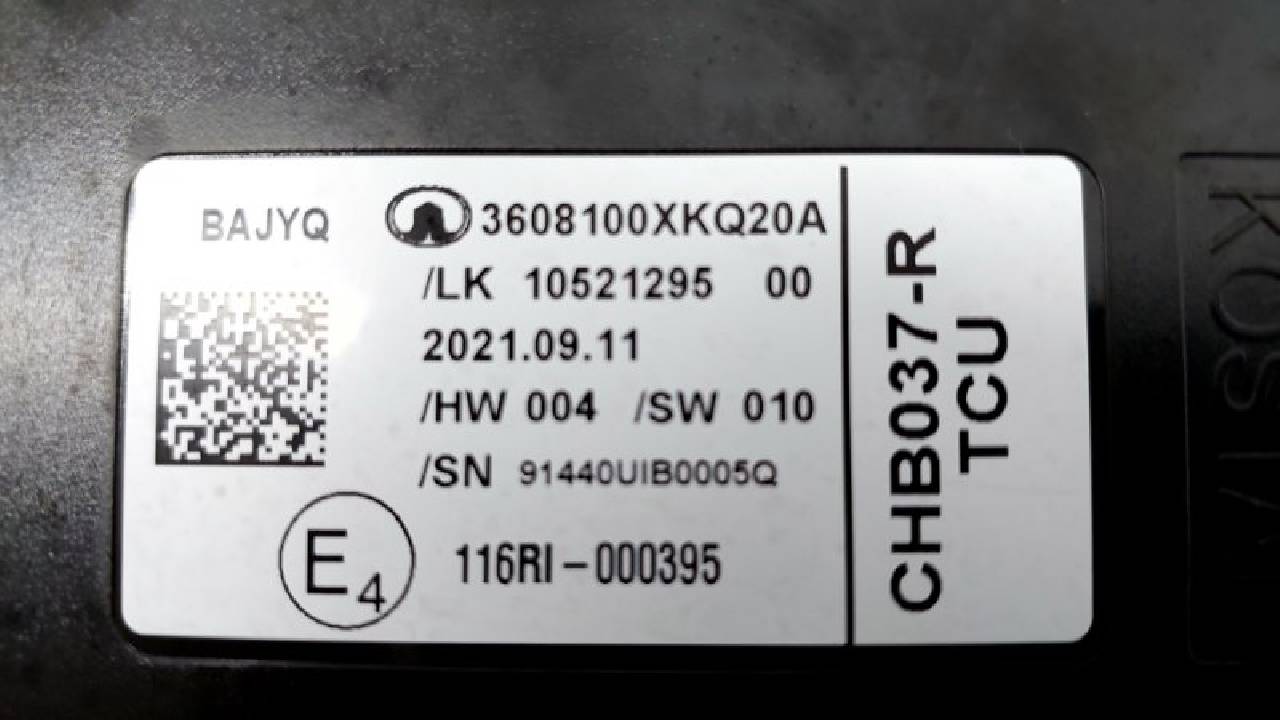 BAJYQ
3608100XKQ20A
/LK 10521295 00
2021.09.11
/HW 004 /SW 010
/SN 91440UIB0005Q
E4
116RI-000395
CHB037-R
TCU
KOSTAL